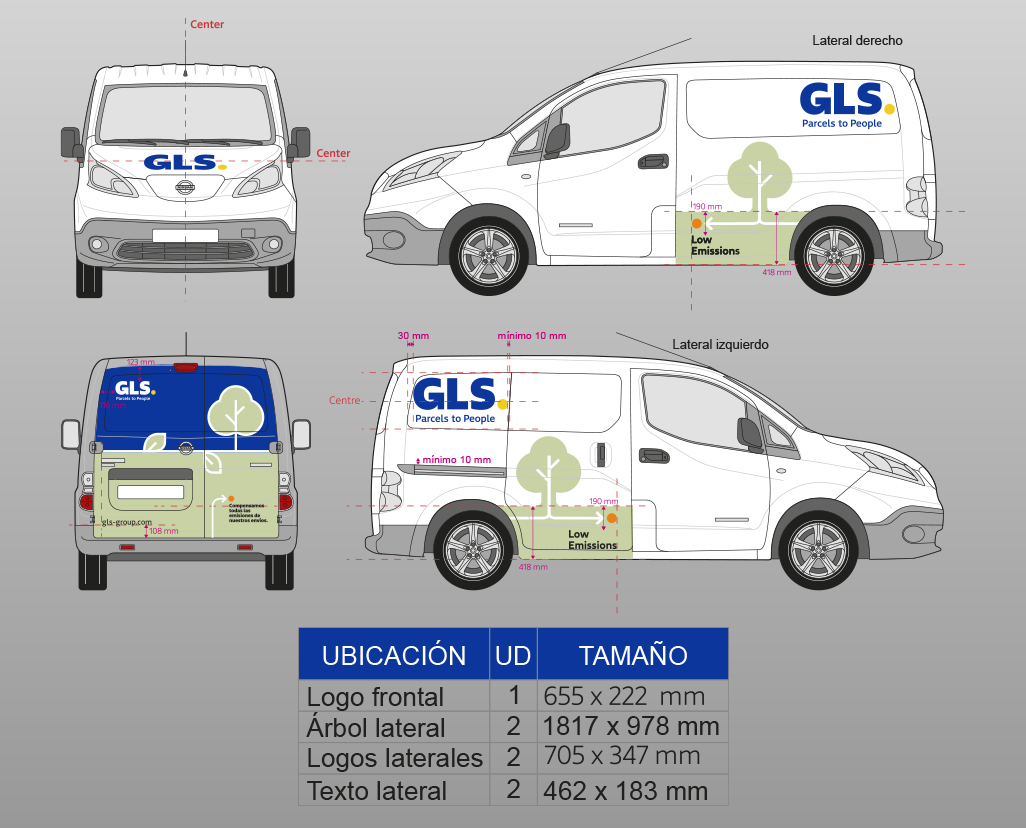 Center
Center
GLS.
Lateral derecho
GLS.
Parcels to People
190 mm
Low
Emissions
418 mm
123 mm
GLS.
Parcels to People
Compensamos
todas las
emisiones de
nuestros envíos.
gls-group.com
108 mm
Lateral izquierdo
30 mm
mínimo 10 mm
Centre
GLS.
Parcels to People
mínimo 10 mm
190 mm
Low
Emissions
418 mm
UBICACIÓN UD TAMAÑO
Logo frontal 1 655 x 222 mm
Árbol lateral 2 1817 x 978 mm
Logos laterales 2 705 x 347 mm
Texto lateral 2 462 x 183 mm